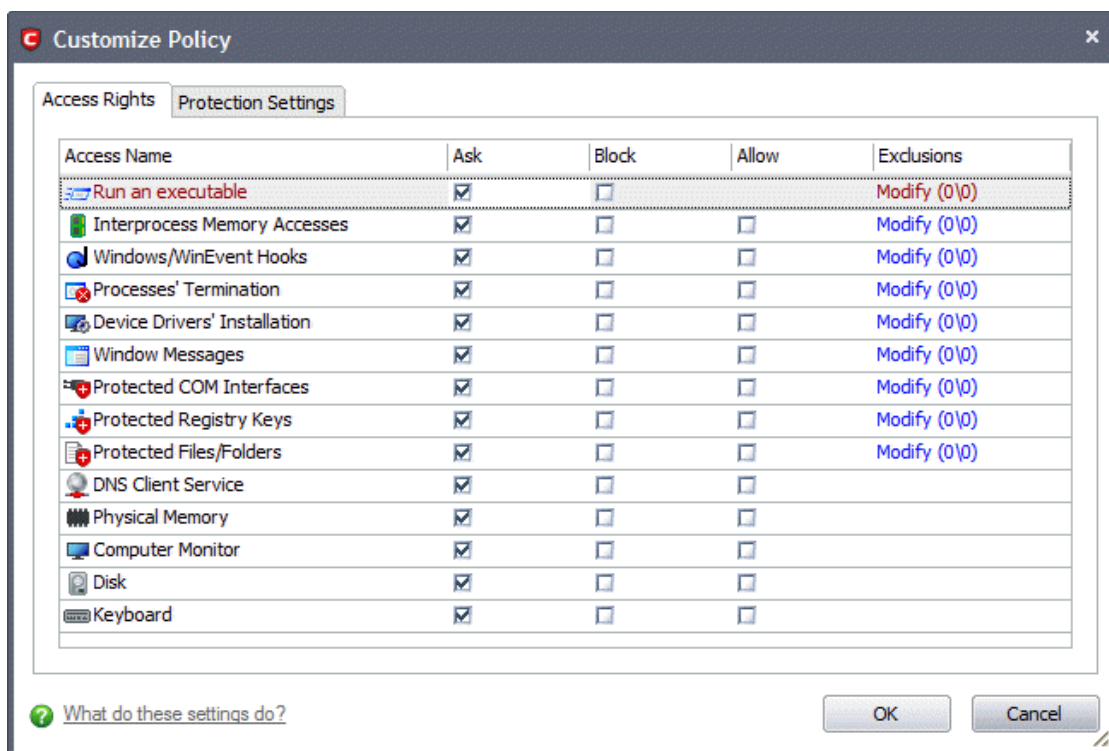 Customize Policy
Access Rights Protection Settings
Access Name Ask Block Allow Exclusions
Run an executable Modify (0\0)
Interprocess Memory Accesses Modify (0\0)
Windows/WinEvent Hooks Modify (0\0)
Processes' Termination Modify (0\0)
Device Drivers' Installation Modify (0\0)
Window Messages Modify (0\0)
Protected COM Interfaces Modify (0\0)
Protected Registry Keys Modify (0\0)
Protected Files/Folders Modify (0\0)
DNS Client Service
Physical Memory
Computer Monitor
Disk
Keyboard
What do these settings do? OK Cancel